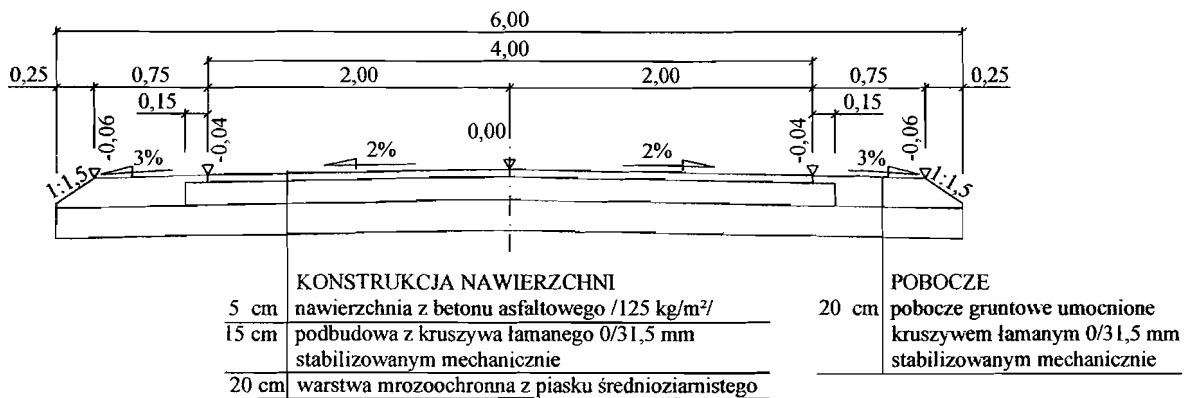 6,00
4,00
0,25 0,75 2,00 2,00 0,75 0,25
0,15 0,15
-0,06 -0,04 0,00 -0,04 -0,06
3% 2% 2% 3%
1:1,5 1:1,5
KONSTRUKCJA NAWIERZCHNI
5 cm nawierzchnia z betonu asfaltowego /125 kg/m²/
15 cm podbudowa z kruszywa łamanego 0/31,5 mm
stabilizowanym mechanicznie
20 cm warstwa mrozoochronna z piasku średnioziarnistego
POBOCZE
20 cm pobocze gruntowe umocnione
kruszywem łamanym 0/31,5 mm
stabilizowanym mechanicznie